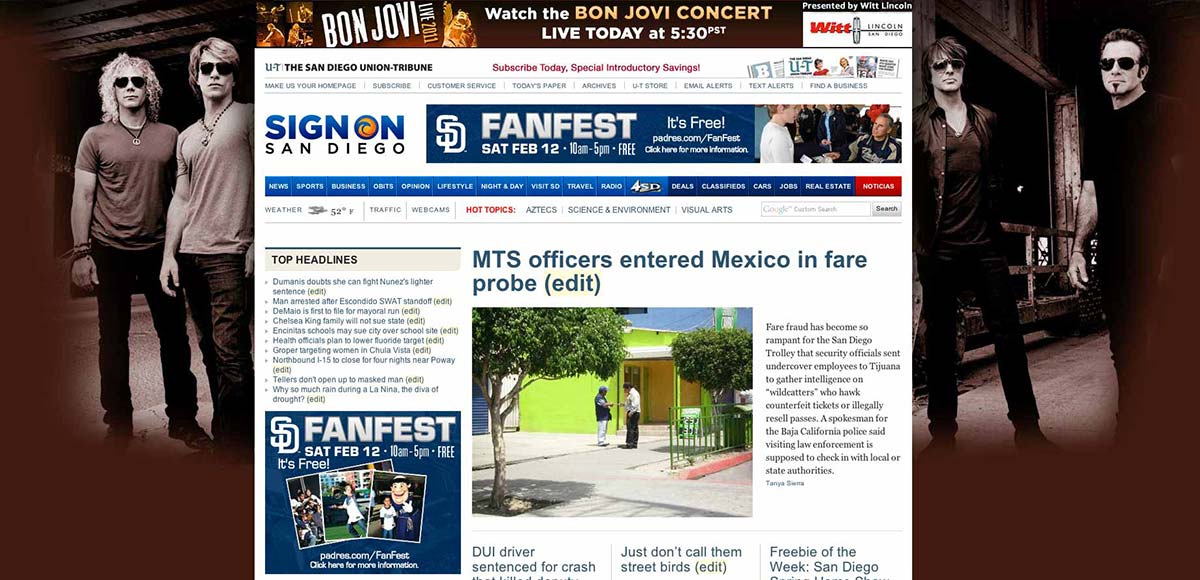 BON JOVI LIVE 2011
Watch the BON JOVI CONCERT
LIVE TODAY at 5:30PST
Presented by Witt Lincoln
Witt LINCOLN
SAN DIEGO
U-T THE SAN DIEGO UNION-TRIBUNE
Subscribe Today, Special Introductory Savings!
MAKE US YOUR HOMEPAGE SUBSCRIBE CUSTOMER SERVICE TODAY'S PAPER ARCHIVES U-T STORE EMAIL ALERTS TEXT ALERTS FIND A BUSINESS
SIGN ON
SAN DIEGO
SD FANFEST
SAT FEB 12 • 10am-5pm • FREE
It's Free!
padres.com/FanFest
Click here for more information.
NEWS SPORTS BUSINESS OBITS OPINION LIFESTYLE NIGHT & DAY VISIT SD TRAVEL RADIO 4SD DEALS CLASSIFIEDS CARS JOBS REAL ESTATE NOTICIAS
WEATHER 52° F TRAFFIC WEBCAMS HOT TOPICS: AZTECS SCIENCE & ENVIRONMENT VISUAL ARTS Google Custom Search Search
TOP HEADLINES
Dumanis doubts she can fight Nunez's lighter
sentence (edit)
Man arrested after Escondido SWAT standoff (edit)
DeMaio is first to file for mayoral run (edit)
Chelsea King family will not sue state (edit)
Encinitas schools may sue city over school site (edit)
Health officials plan to lower fluoride target (edit)
Groper targeting women in Chula Vista (edit)
Northbound I-15 to close for four nights near Poway
(edit)
Tellers don't open up to masked man (edit)
Why so much rain during a La Nina, the diva of
drought? (edit)
SD FANFEST
SAT FEB 12 • 10am-5pm • FREE
It's Free!
padres.com/FanFest
Click here for more information.
MTS officers entered Mexico in fare
probe (edit)
Fare fraud has become so
rampant for the San Diego
Trolley that security officials sent
undercover employees to Tijuana
to gather intelligence on
“wildcatters” who hawk
counterfeit tickets or illegally
resell passes. A spokesman for
the Baja California police said
visiting law enforcement is
supposed to check in with local or
state authorities.
Tanya Sierra
DUI driver
sentenced for crash
that killed deputy
Just don't call them
street birds (edit)
Freebie of the
Week: San Diego
Spring Home Show